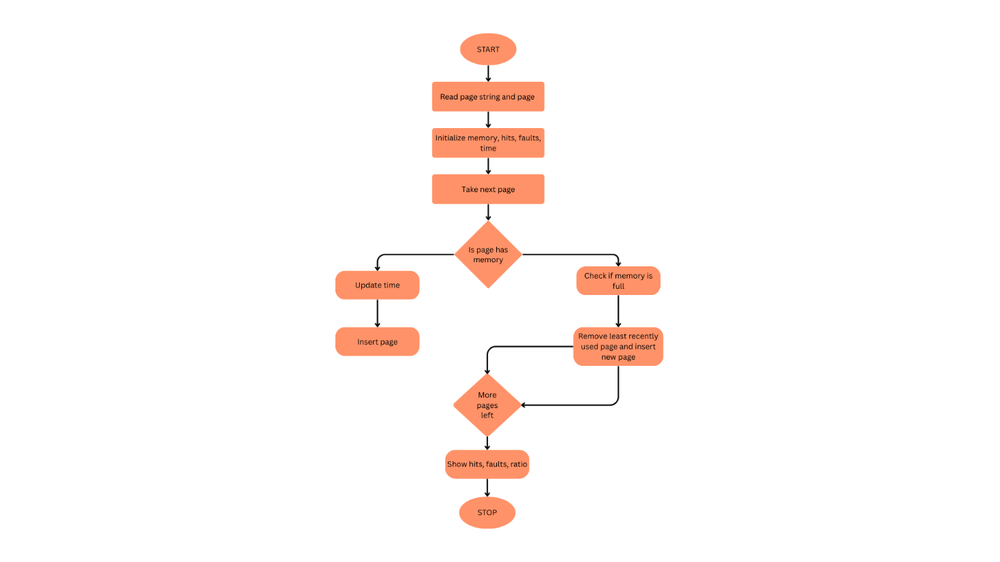 START
Read page string and page
Initialize memory, hits, faults,
time
Take next page
Is page has
memory
Update time
Check if memory is
full
Insert page
Remove least recently
used page and insert
new page
More
pages
left
Show hits, faults, ratio
STOP